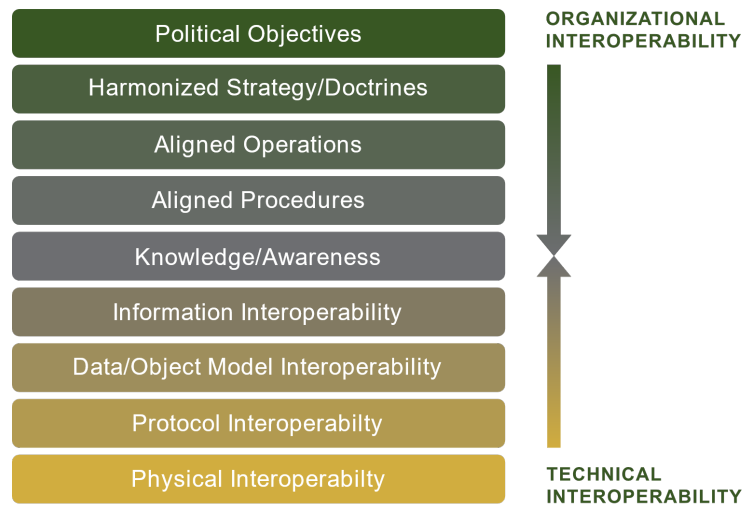 Political Objectives
Harmonized Strategy/Doctrines
Aligned Operations
Aligned Procedures
Knowledge/Awareness
Information Interoperability
Data/Object Model Interoperability
Protocol Interoperabilty
Physical Interoperabilty
ORGANIZATIONAL
INTEROPERABILITY
TECHNICAL
INTEROPERABILITY